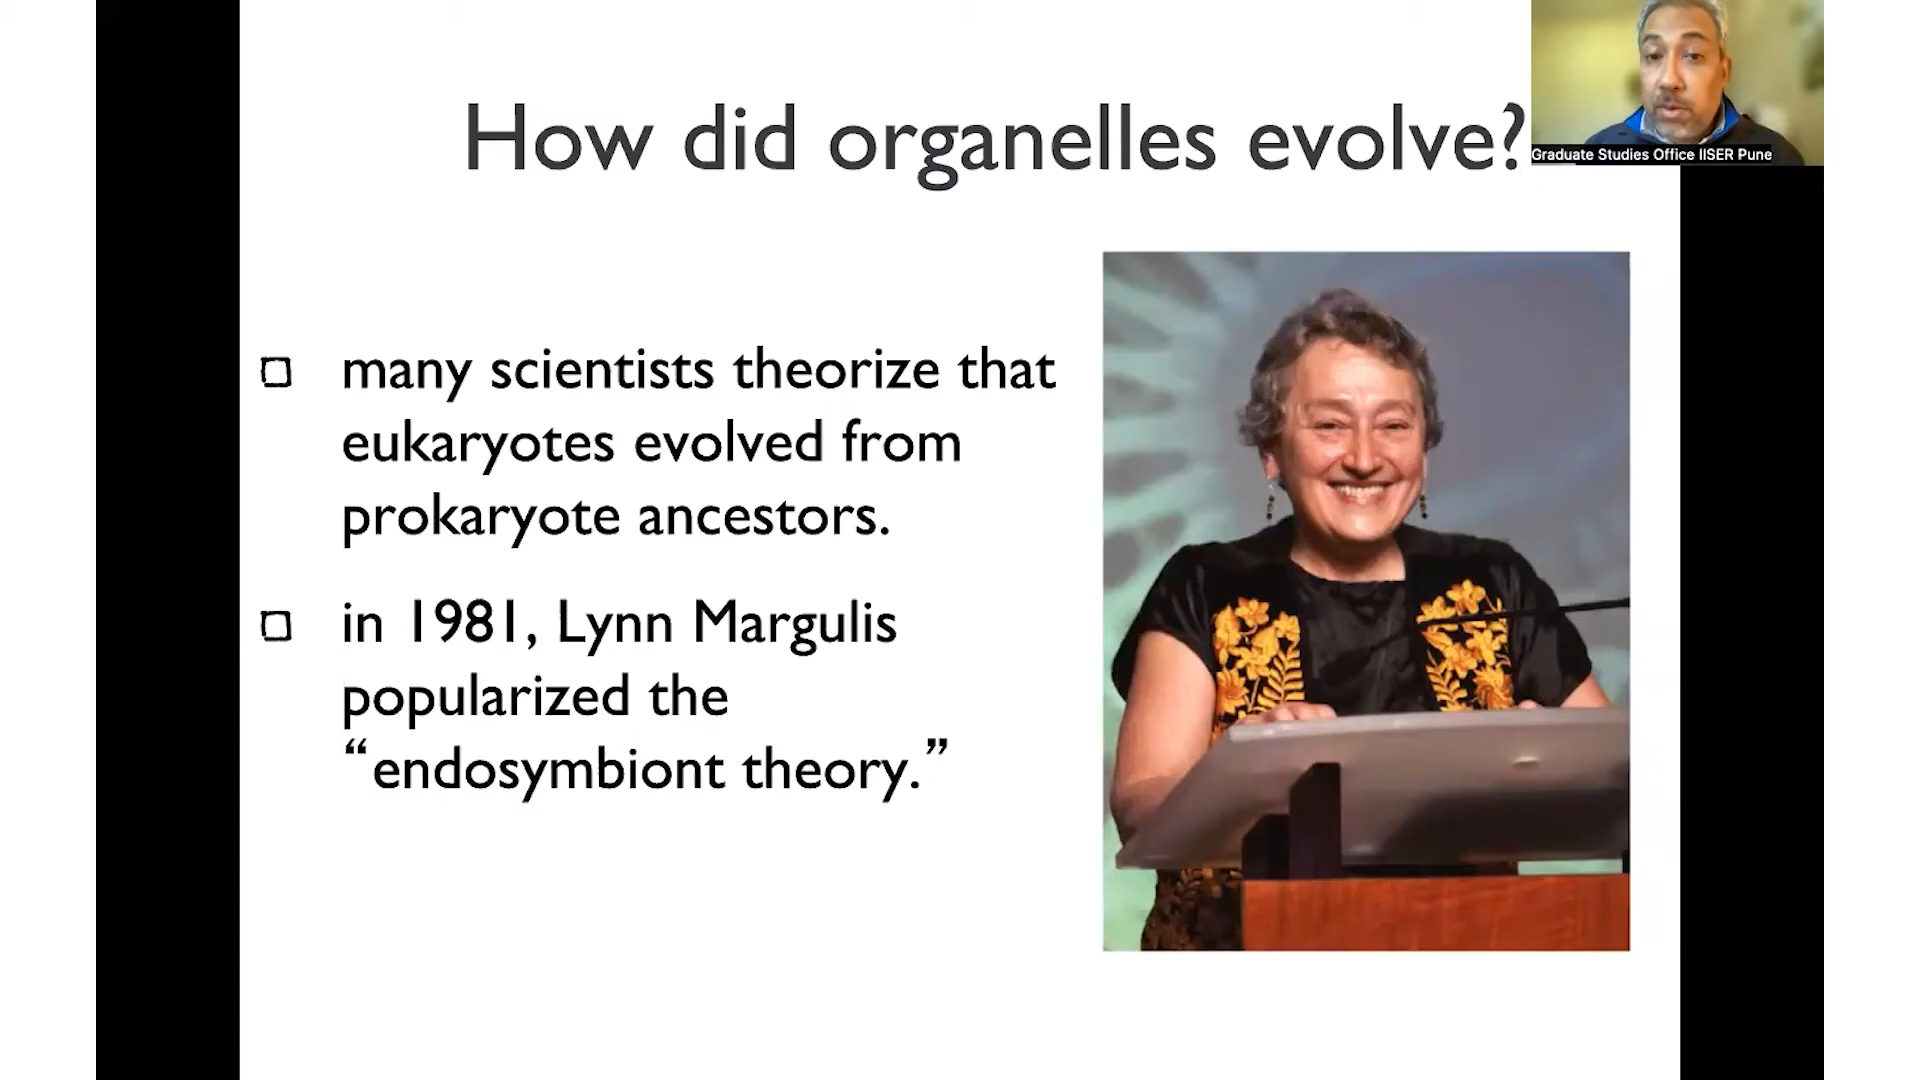 How did organelles evolve?
Graduate Studies Office IISER Pune
many scientists theorize that
eukaryotes evolved from
prokaryote ancestors.
in 1981, Lynn Margulis
popularized the
“endosymbiont theory.”